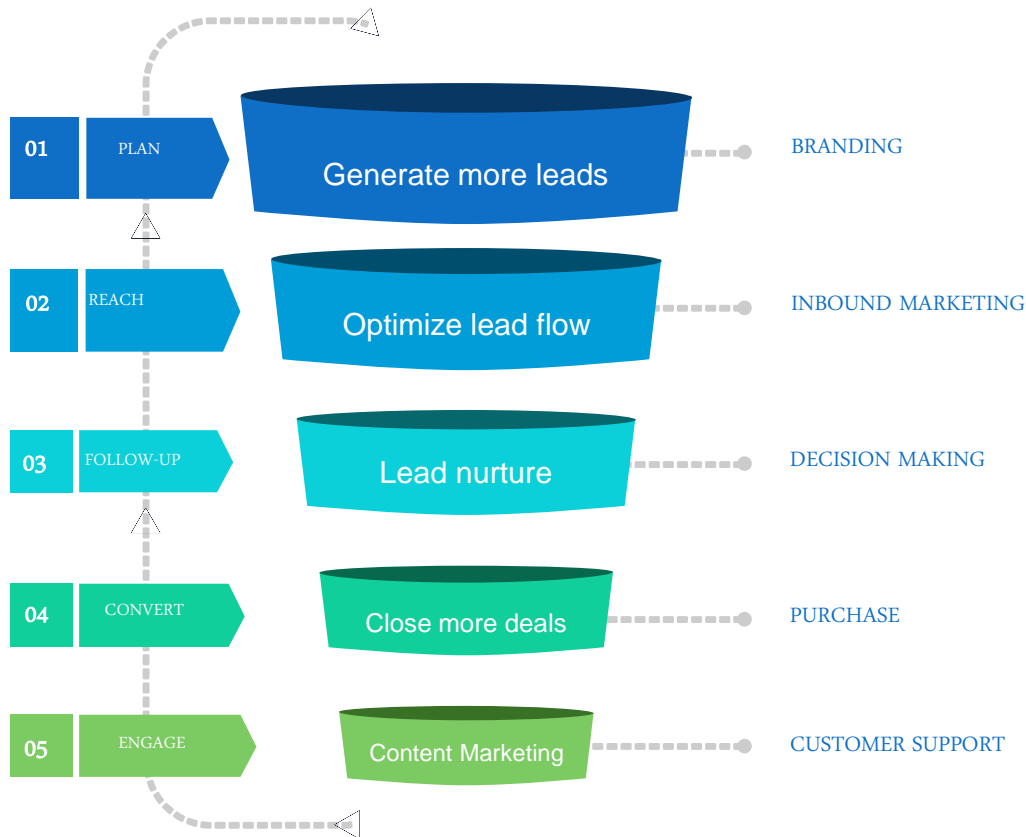 01
PLAN
Generate more leads
BRANDING
02
REACH
Optimize lead flow
INBOUND MARKETING
03
FOLLOW-UP
Lead nurture
DECISION MAKING
04
CONVERT
Close more deals
PURCHASE
05
ENGAGE
Content Marketing
CUSTOMER SUPPORT